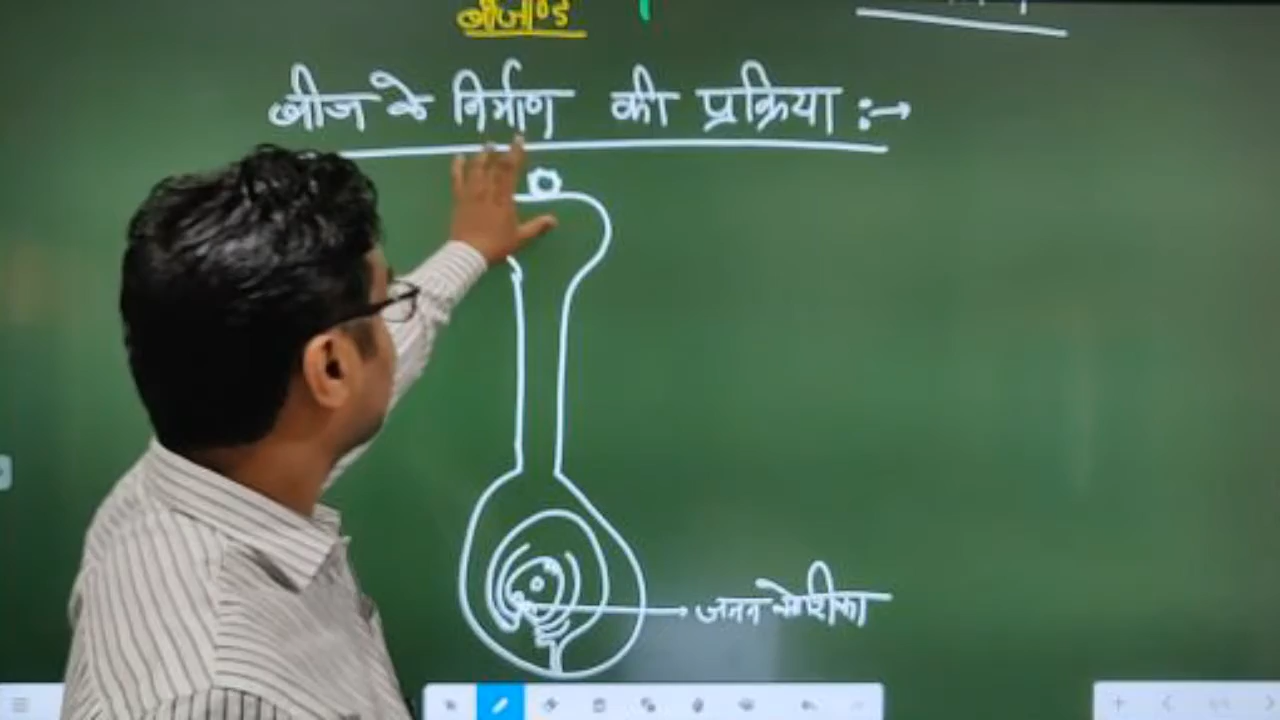 बीजाण्ड
बीज के निर्माण की प्रक्रिया :→
जनन कोशिका